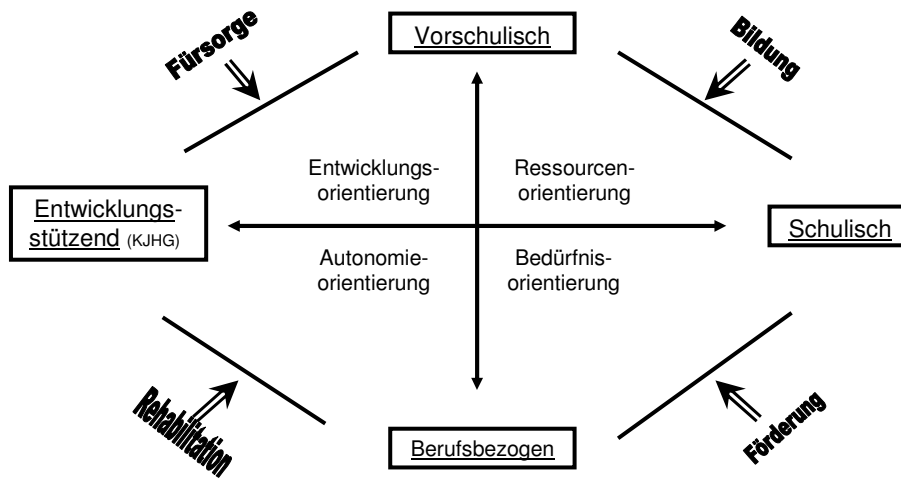 Fürsorge
Vorschulisch
Bildung
Entwicklungs-
orientierung
Ressourcen-
orientierung
Entwicklungs-
stützend (KJHG)
Schulisch
Autonomie-
orientierung
Bedürfnis-
orientierung
Rehabilitation
Berufsbezogen
Förderung